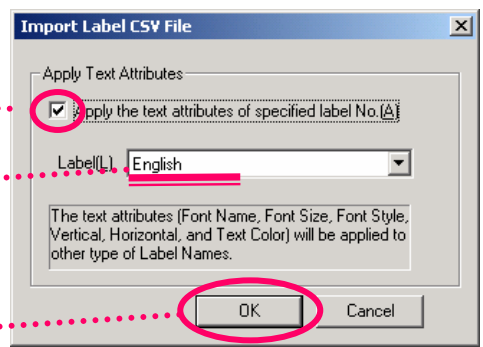 Import Label CSV File
Apply Text Attributes
Apply the text attributes of specified label No.(A)
Label(L) English
The text attributes (Font Name, Font Size, Font Style,
Vertical, Horizontal, and Text Color) will be applied to
other type of Label Names.
OK Cancel